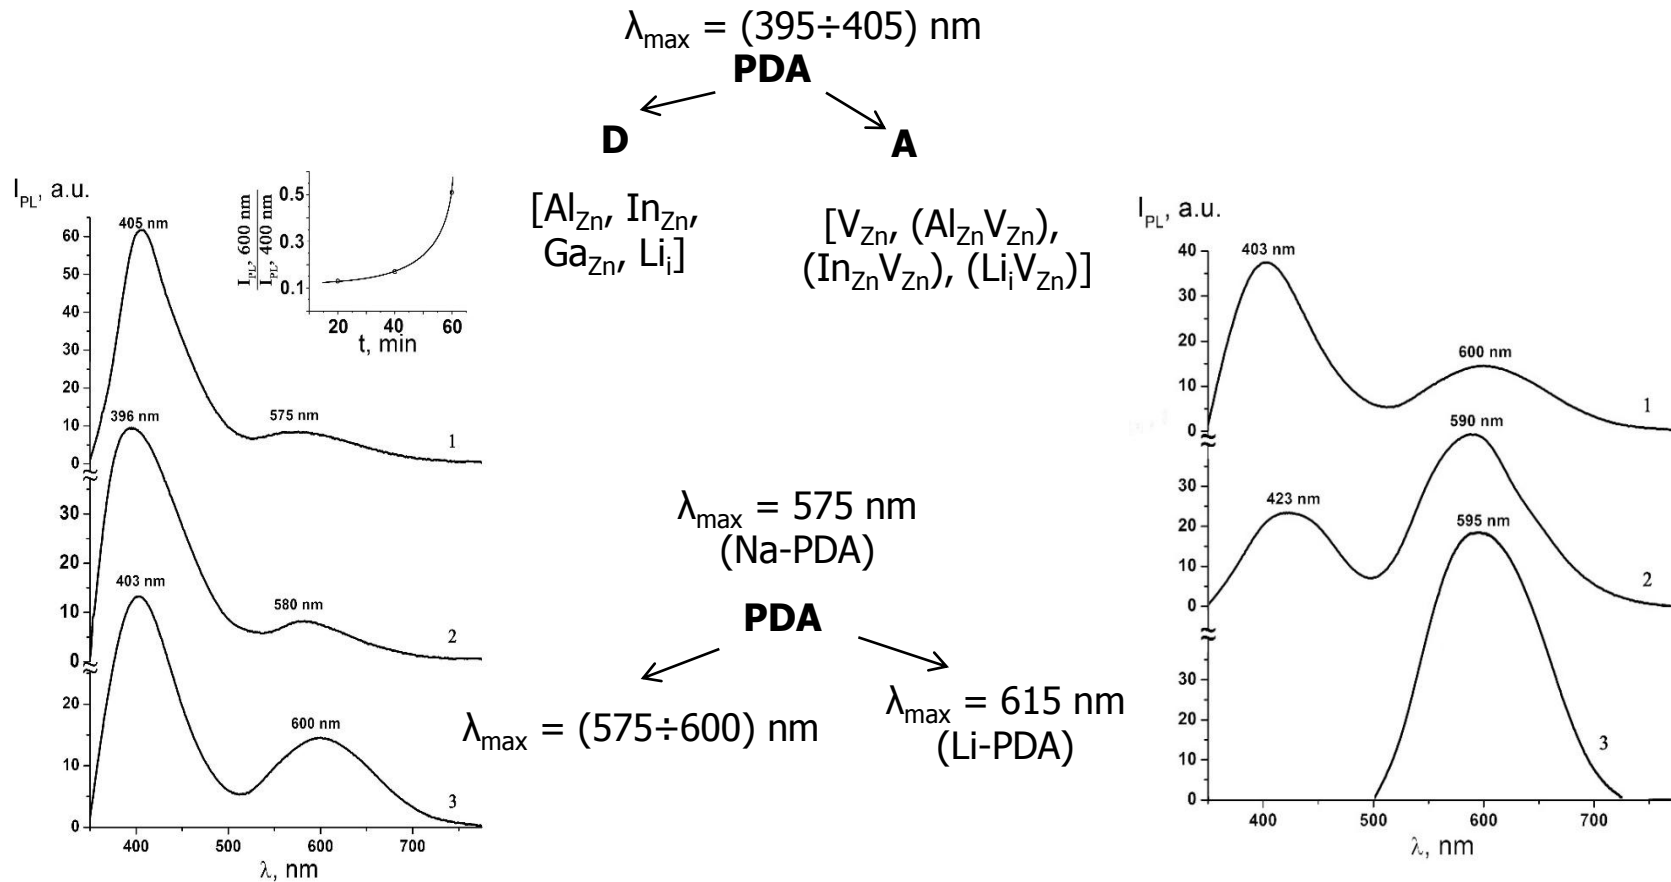 λmax = (395÷405) nm
PDA
D
A
[AlZn, InZn,
GaZn, Lii]
[VZn, (AlZnVZn),
(InZnVZn), (LiiVZn)]
IPL, a.u.
405 nm
575 nm
1
60
50
40
30
20
10
0
396 nm
580 nm
2
30
20
10
0
403 nm
600 nm
3
20
10
0
400
500
600
700
λ, nm
IPL, 600 nm
IPL, 400 nm
0.5
0.3
0.1
20
40
60
t, min
λmax = 575 nm
(Na-PDA)
PDA
λmax = (575÷600) nm
λmax = 615 nm
(Li-PDA)
IPL, a.u.
403 nm
600 nm
1
40
30
20
10
0
423 nm
590 nm
2
30
20
10
0
595 nm
3
30
20
10
0
400
500
600
λ, nm